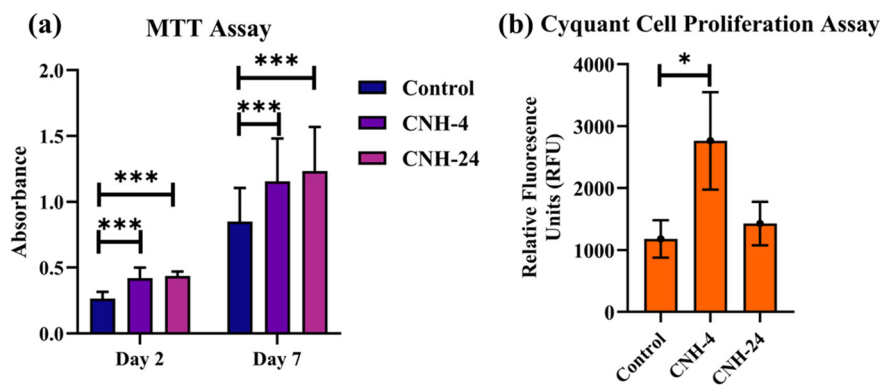 (a)
MTT Assay
Absorbance
2.0
1.5
1.0
0.5
0.0
***
***
***
***
Day 2
Day 7
Control
CNH-4
CNH-24
(b) Cyquant Cell Proliferation Assay
Relative Fluoresence
Units (RFU)
4000
3000
2000
1000
0
*
Control
CNH-4
CNH-24